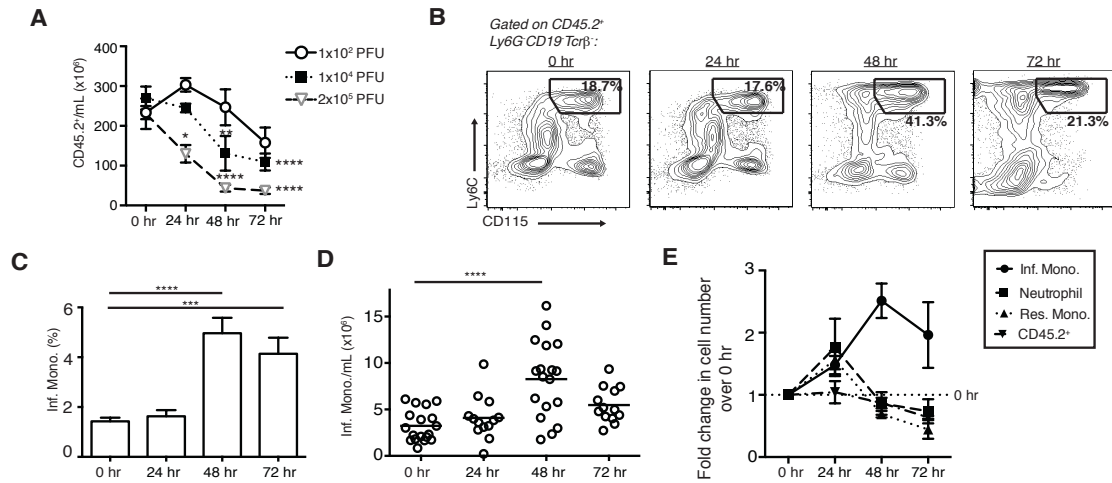 A
400
300
200
100
0
CD45.2⁺/mL (x10⁶)
0 hr 24 hr 48 hr 72 hr
* ** **** **** ****
1x10² PFU
1x10⁴ PFU
2x10⁵ PFU
B
Gated on CD45.2⁺
Ly6G⁻CD19⁻Tcrβ⁻:
0 hr 24 hr 48 hr 72 hr
18.7% 17.6% 41.3% 21.3%
Ly6C
CD115
C
****
***
6
4
2
0
Inf. Mono. (%)
0 hr 24 hr 48 hr 72 hr
D
****
15
10
5
0
Inf. Mono./mL (x10⁶)
0 hr 24 hr 48 hr 72 hr
E
3
2
1
0
Fold change in cell number
over 0 hr
0 hr
0 hr 24 hr 48 hr 72 hr
Inf. Mono.
Neutrophil
Res. Mono.
CD45.2⁺